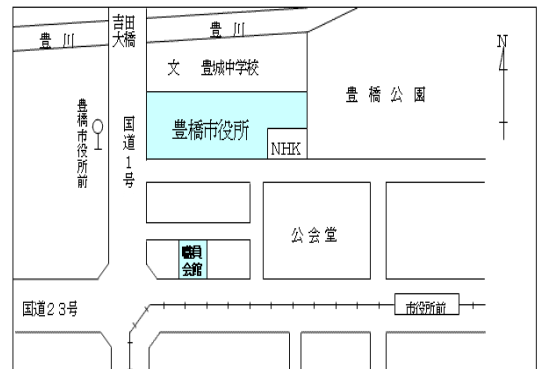 吉田
大橋
豊川
豊川
N
文 豊城中学校
豊橋公園
豊橋市役所前
国道1号
豊橋市役所
NHK
公会堂
職員
会館
国道23号
市役所前